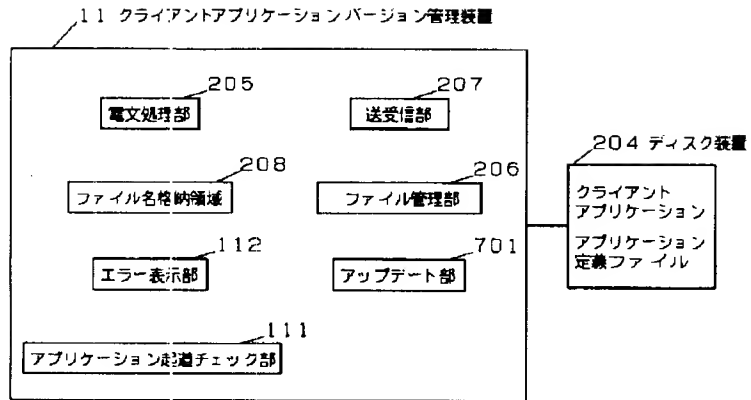 11 クライアントアプリケーションバージョン管理装置
205
電文処理部
207
送受信部
204 ディスク装置
208
ファイル名格納領域
206
ファイル管理部
クライアント
アプリケーション
アプリケーション
定義ファイル
112
エラー表示部
701
アップデート部
111
アプリケーション起道チェック部